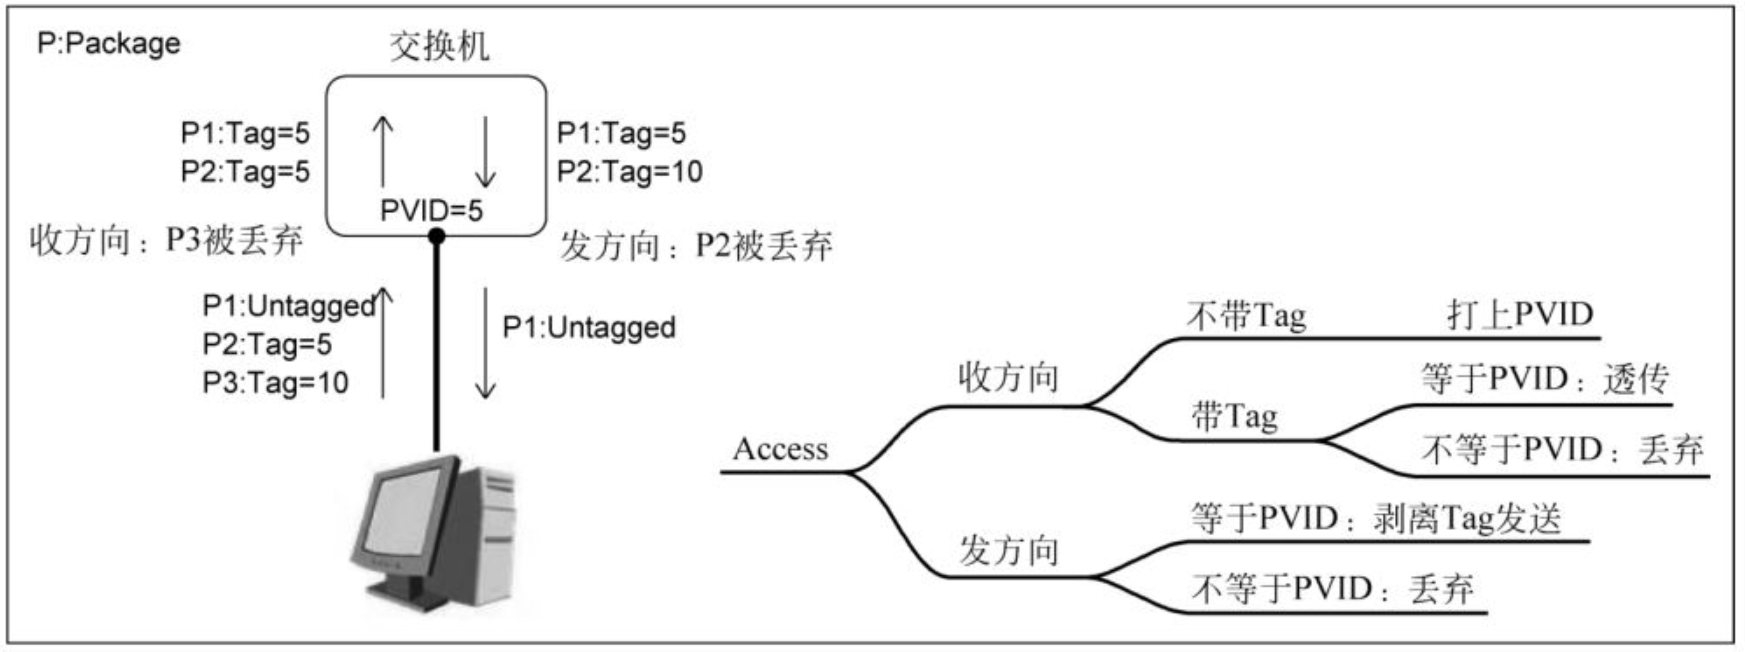 P:Package
交换机
P1:Tag=5
P2:Tag=5
P1:Tag=5
P2:Tag=10
PVID=5
收方向：P3被丢弃
发方向：P2被丢弃
P1:Untagged
P2:Tag=5
P3:Tag=10
P1:Untagged
Access
收方向
不带Tag
打上PVID
带Tag
等于PVID：透传
不等于PVID：丢弃
发方向
等于PVID：剥离Tag发送
不等于PVID：丢弃